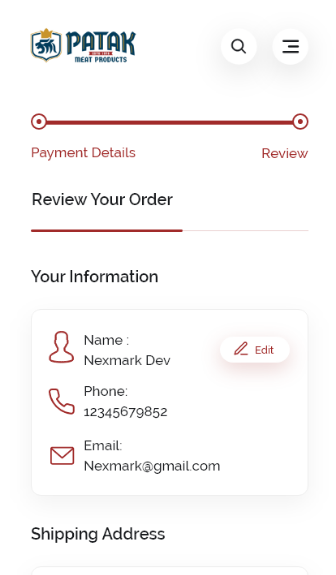 PATAK
MEAT PRODUCTS
Payment Details
Review
Review Your Order
Your Information
Name :
Nexmark Dev
Edit
Phone:
12345679852
Email:
Nexmark@gmail.com
Shipping Address